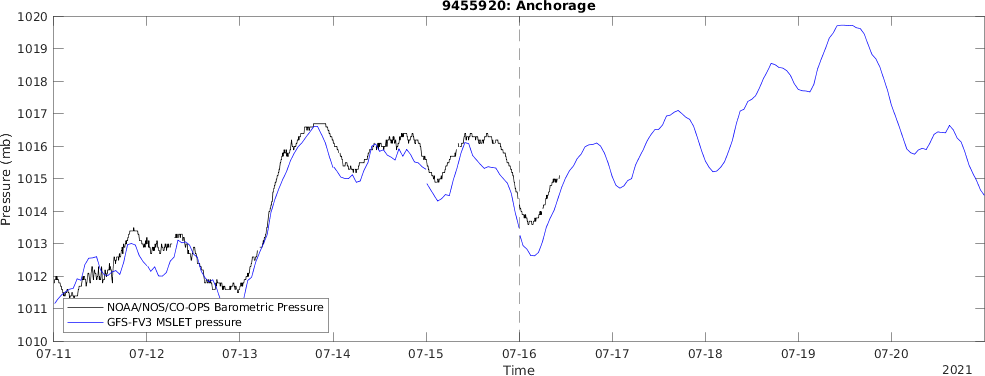 9455920: Anchorage
1020
1019
1018
1017
1016
1015
1014
1013
1012
1011
1010
Pressure (mb)
NOAA/NOS/CO-OPS Barometric Pressure
GFS-FV3 MSLET pressure
07-11 07-12 07-13 07-14 07-15 07-16 07-17 07-18 07-19 07-20
Time
2021